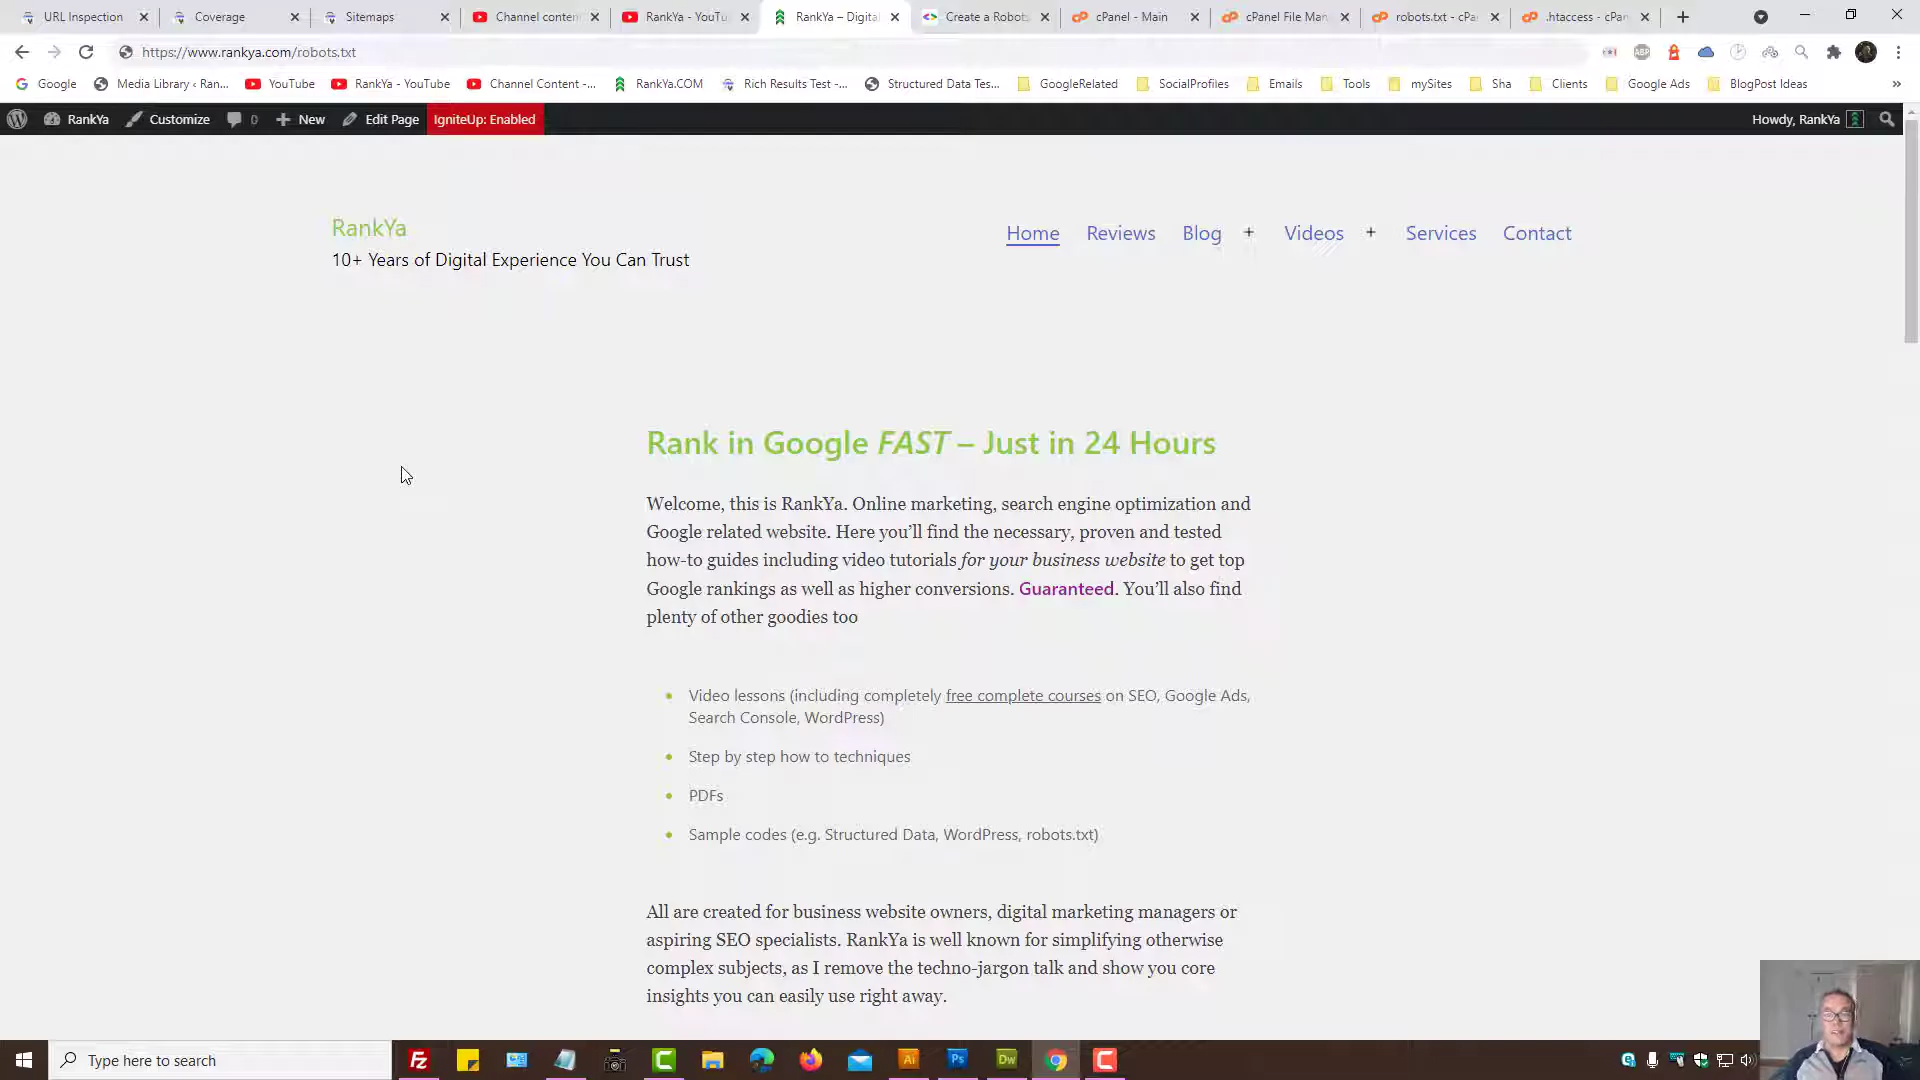 URL Inspection
Coverage
Sitemaps
Channel conten
RankYa - YouTu
RankYa – Digita
Create a Robots
cPanel - Main
cPanel File Man
robots.txt - cPa
.htaccess - cPan
https://www.rankya.com/robots.txt
Google
Media Library ‹ Ran...
YouTube
RankYa - YouTube
Channel Content -...
RankYa.COM
Rich Results Test -...
Structured Data Tes...
GoogleRelated
SocialProfiles
Emails
Tools
mySites
Sha
Clients
Google Ads
BlogPost Ideas
»
RankYa
Customize
0
New
Edit Page
IgniteUp: Enabled
Howdy, RankYa
RankYa
10+ Years of Digital Experience You Can Trust
Home
Reviews
Blog +
Videos +
Services
Contact
Rank in Google FAST – Just in 24 Hours
Welcome, this is RankYa. Online marketing, search engine optimization and
Google related website. Here you’ll find the necessary, proven and tested
how-to guides including video tutorials for your business website to get top
Google rankings as well as higher conversions. Guaranteed. You’ll also find
plenty of other goodies too
• Video lessons (including completely free complete courses on SEO, Google Ads,
Search Console, WordPress)
• Step by step how to techniques
• PDFs
• Sample codes (e.g. Structured Data, WordPress, robots.txt)
All are created for business website owners, digital marketing managers or
aspiring SEO specialists. RankYa is well known for simplifying otherwise
complex subjects, as I remove the techno-jargon talk and show you core
insights you can easily use right away.
Type here to search
Fz
Ai
Ps
Dw